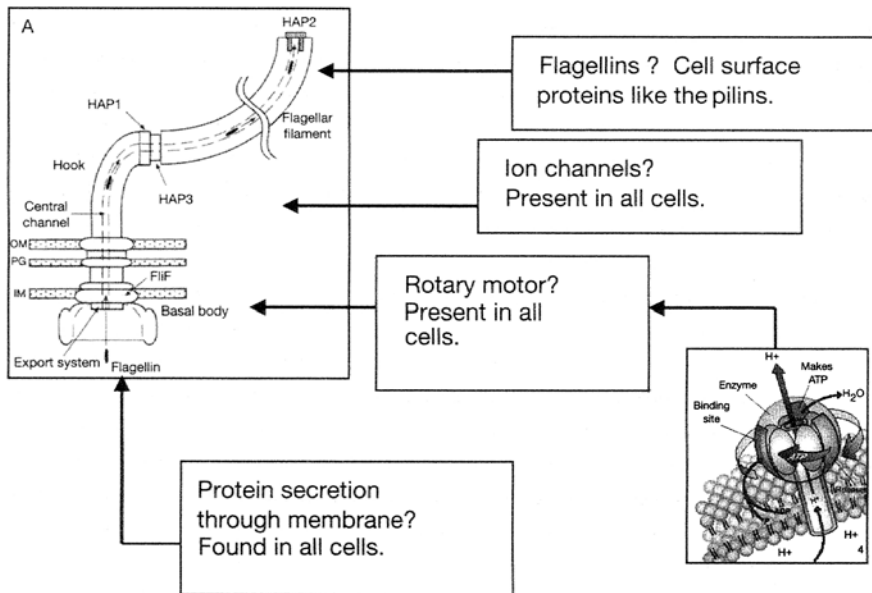 A
HAP2
HAP1
Flagellar
filament
Hook
HAP3
Central
channel
OM
PG
FliF
IM
Basal body
Export system
Flagellin
Flagellins ? Cell surface
proteins like the pilins.
Ion channels?
Present in all cells.
Rotary motor?
Present in all
cells.
Protein secretion
through membrane?
Found in all cells.
H+
Makes
ATP
Enzyme
H2O
Binding
site
H+
H+
H+
4